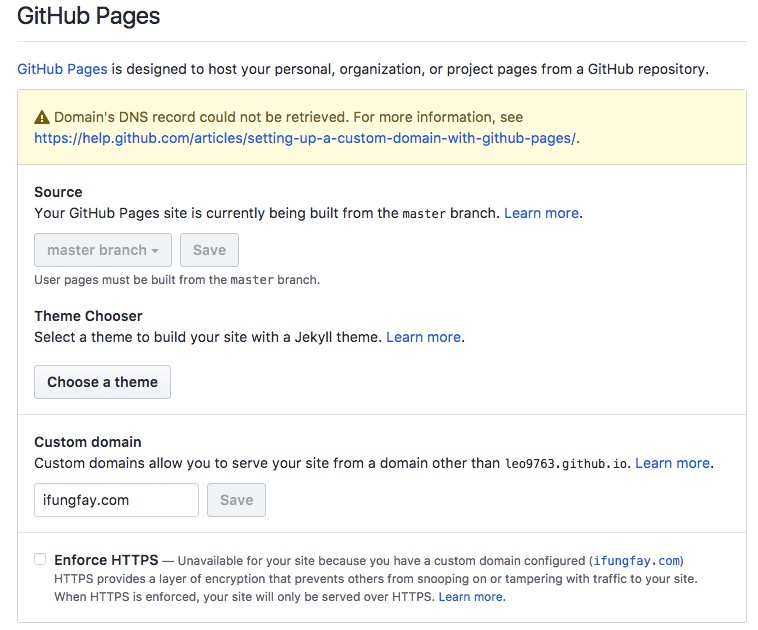 GitHub Pages
GitHub Pages is designed to host your personal, organization, or project pages from a GitHub repository.
Domain's DNS record could not be retrieved. For more information, see
https://help.github.com/articles/setting-up-a-custom-domain-with-github-pages/.
Source
Your GitHub Pages site is currently being built from the master branch. Learn more.
master branch
Save
User pages must be built from the master branch.
Theme Chooser
Select a theme to build your site with a Jekyll theme. Learn more.
Choose a theme
Custom domain
Custom domains allow you to serve your site from a domain other than leo9763.github.io. Learn more.
ifungfay.com
Save
Enforce HTTPS — Unavailable for your site because you have a custom domain configured (ifungfay.com)
HTTPS provides a layer of encryption that prevents others from snooping on or tampering with traffic to your site.
When HTTPS is enforced, your site will only be served over HTTPS. Learn more.